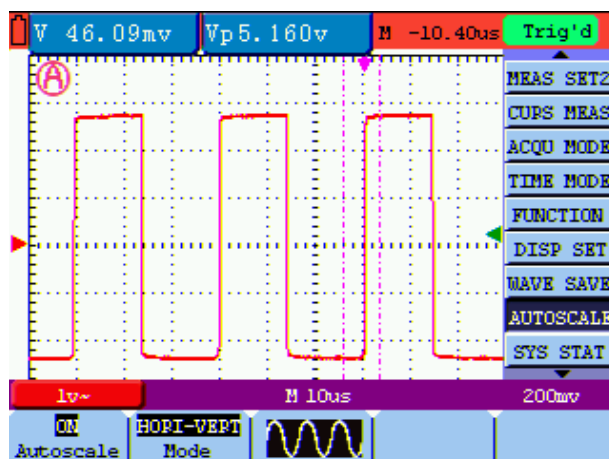 V 46.09mv Vp5.160v M -10.40us Trig'd
A
MEAS SET2
CURS MEAS
ACQU MODE
TIME MODE
FUNCTION
DISP SET
WAVE SAVE
AUTOSCALE
SYS STAT
1v~ M 10us 200mv
ON HORI-VERT
Autoscale Mode